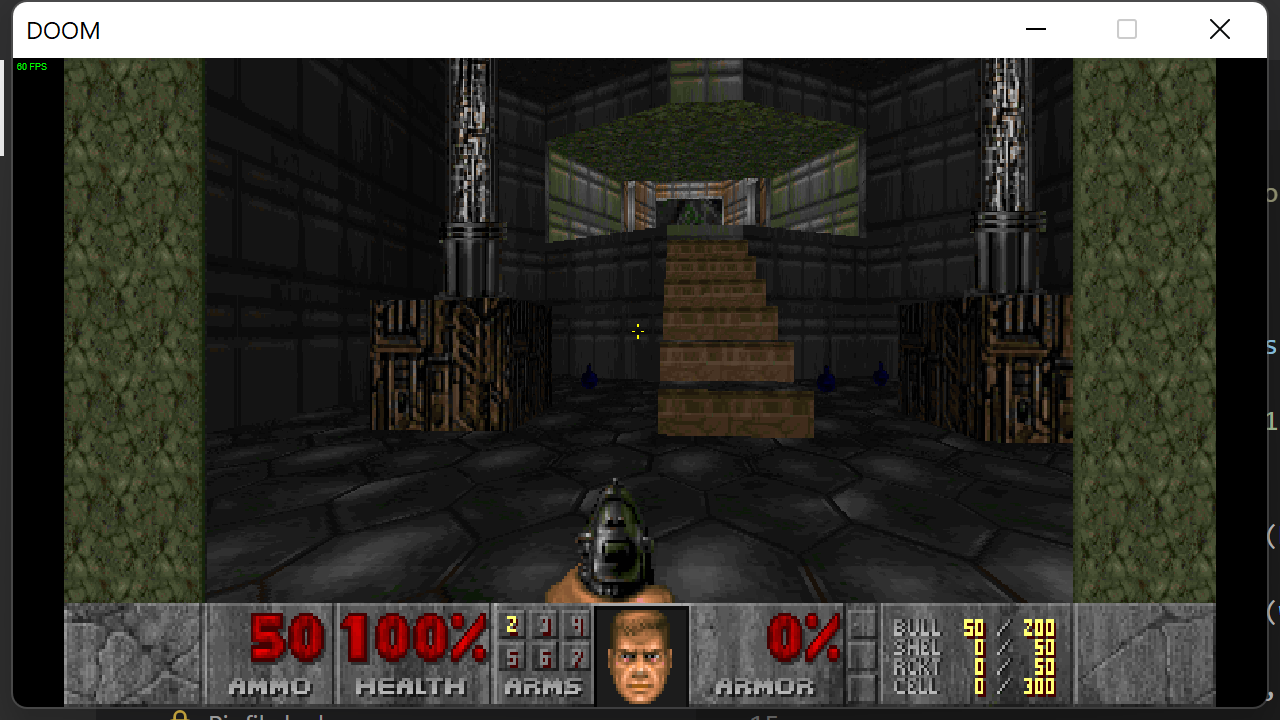 DOOM
60 FPS
50 100% 2 3 4 0% BULL 50 / 200
SHEL 0 / 50
5 6 7 RCKT 0 / 50
AMMO HEALTH ARMS ARMOR CELL 0 / 300